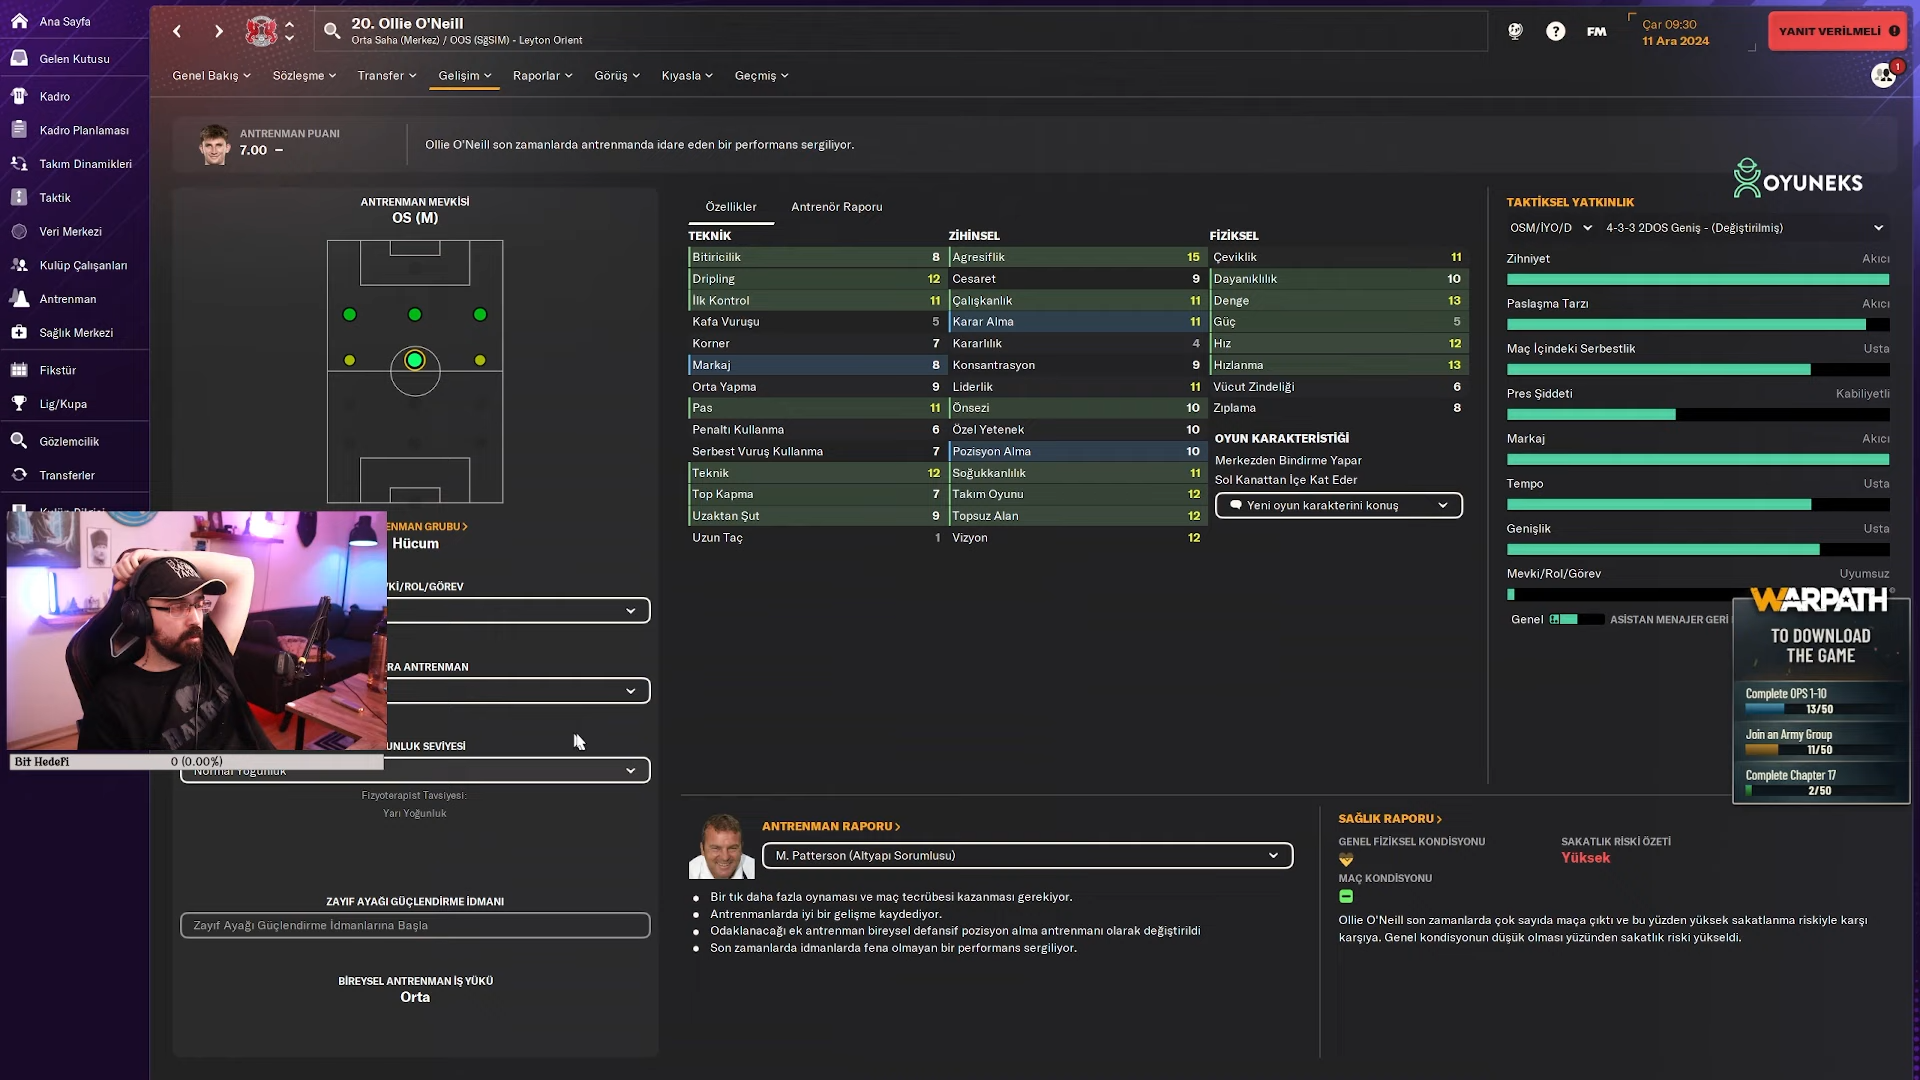 Ana Sayfa
Gelen Kutusu
Kadro
Kadro Planlaması
Takım Dinamikleri
Taktik
Veri Merkezi
Kulüp Çalışanları
Antrenman
Sağlık Merkezi
Fikstür
Lig/Kupa
Gözlemcilik
Transferler
20. Ollie O'Neill
Orta Saha (Merkez) / OOS (SğSlM) - Leyton Orient
FM
Çar 09:30
11 Ara 2024
YANIT VERİLMELİ
1
Genel Bakış
Sözleşme
Transfer
Gelişim
Raporlar
Görüş
Kıyasla
Geçmiş
ANTRENMAN PUANI
7.00 –
Ollie O'Neill son zamanlarda antrenmanda idare eden bir performans sergiliyor.
OYUNEKS
ANTRENMAN MEVKİSİ
OS (M)
ENMAN GRUBU
Hücum
Kİ/ROL/GÖREV
RA ANTRENMAN
UNLUK SEVİYESİ
Normal Yoğunluk
Fizyoterapist Tavsiyesi:
Yarı Yoğunluk
ZAYIF AYAĞI GÜÇLENDİRME İDMANI
Zayıf Ayağı Güçlendirme İdmanlarına Başla
BİREYSEL ANTRENMAN İŞ YÜKÜ
Orta
Bit Hedefi 0 (0.00%)
Özellikler
Antrenör Raporu
TEKNİK
Bitiricilik 8
Dripling 12
İlk Kontrol 11
Kafa Vuruşu 5
Korner 7
Markaj 8
Orta Yapma 9
Pas 11
Penaltı Kullanma 6
Serbest Vuruş Kullanma 7
Teknik 12
Top Kapma 7
Uzaktan Şut 9
Uzun Taç 1
ZİHİNSEL
Agresiflik 15
Cesaret 9
Çalışkanlık 11
Karar Alma 11
Kararlılık 4
Konsantrasyon 9
Liderlik 11
Önsezi 10
Özel Yetenek 10
Pozisyon Alma 10
Soğukkanlılık 11
Takım Oyunu 12
Topsuz Alan 12
Vizyon 12
FİZİKSEL
Çeviklik 11
Dayanıklılık 10
Denge 13
Güç 5
Hız 12
Hızlanma 13
Vücut Zindeliği 6
Zıplama 8
OYUN KARAKTERİSTİĞİ
Merkezden Bindirme Yapar
Sol Kanattan İçe Kat Eder
Yeni oyun karakterini konuş
TAKTİKSEL YATKINLIK
OSM/İYO/D
4-3-3 2DOS Geniş - (Değiştirilmiş)
Zihniyet Akıcı
Paslaşma Tarzı Akıcı
Maç İçindeki Serbestlik Usta
Pres Şiddeti Kabiliyetli
Markaj Akıcı
Tempo Usta
Genişlik Usta
Mevki/Rol/Görev Uyumsuz
Genel
ASİSTAN MENAJER GERİ
WARPATH
TO DOWNLOAD
THE GAME
Complete OPS 1-10
13/50
Join an Army Group
11/50
Complete Chapter 17
2/50
ANTRENMAN RAPORU
M. Patterson (Altyapı Sorumlusu)
Bir tık daha fazla oynaması ve maç tecrübesi kazanması gerekiyor.
Antrenmanlarda iyi bir gelişme kaydediyor.
Odaklanacağı ek antrenman bireysel defansif pozisyon alma antrenmanı olarak değiştirildi
Son zamanlarda idmanlarda fena olmayan bir performans sergiliyor.
SAĞLIK RAPORU
GENEL FİZİKSEL KONDİSYONU
MAÇ KONDİSYONU
SAKATLIK RİSKİ ÖZETİ
Yüksek
Ollie O'Neill son zamanlarda çok sayıda maça çıktı ve bu yüzden yüksek sakatlanma riskiyle karşı
karşıya. Genel kondisyonun düşük olması yüzünden sakatlık riski yükseldi.